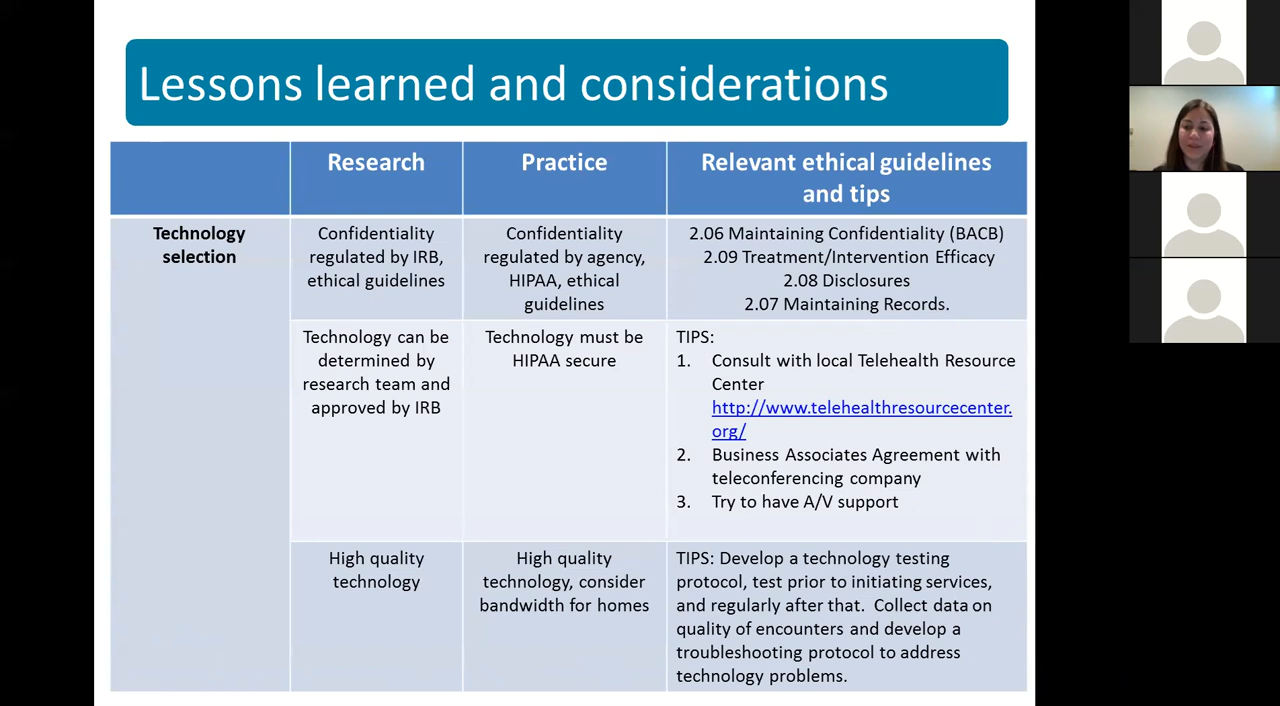 Lessons learned and considerations
Research
Practice
Relevant ethical guidelines
and tips
Technology
selection
Confidentiality
regulated by IRB,
ethical guidelines
Confidentiality
regulated by agency,
HIPAA, ethical
guidelines
2.06 Maintaining Confidentiality (BACB)
2.09 Treatment/Intervention Efficacy
2.08 Disclosures
2.07 Maintaining Records.
Technology can be
determined by
research team and
approved by IRB
Technology must be
HIPAA secure
TIPS:
1. Consult with local Telehealth Resource
Center
http://www.telehealthresourcecenter.
org/
2. Business Associates Agreement with
teleconferencing company
3. Try to have A/V support
High quality
technology
High quality
technology, consider
bandwidth for homes
TIPS: Develop a technology testing
protocol, test prior to initiating services,
and regularly after that.  Collect data on
quality of encounters and develop a
troubleshooting protocol to address
technology problems.